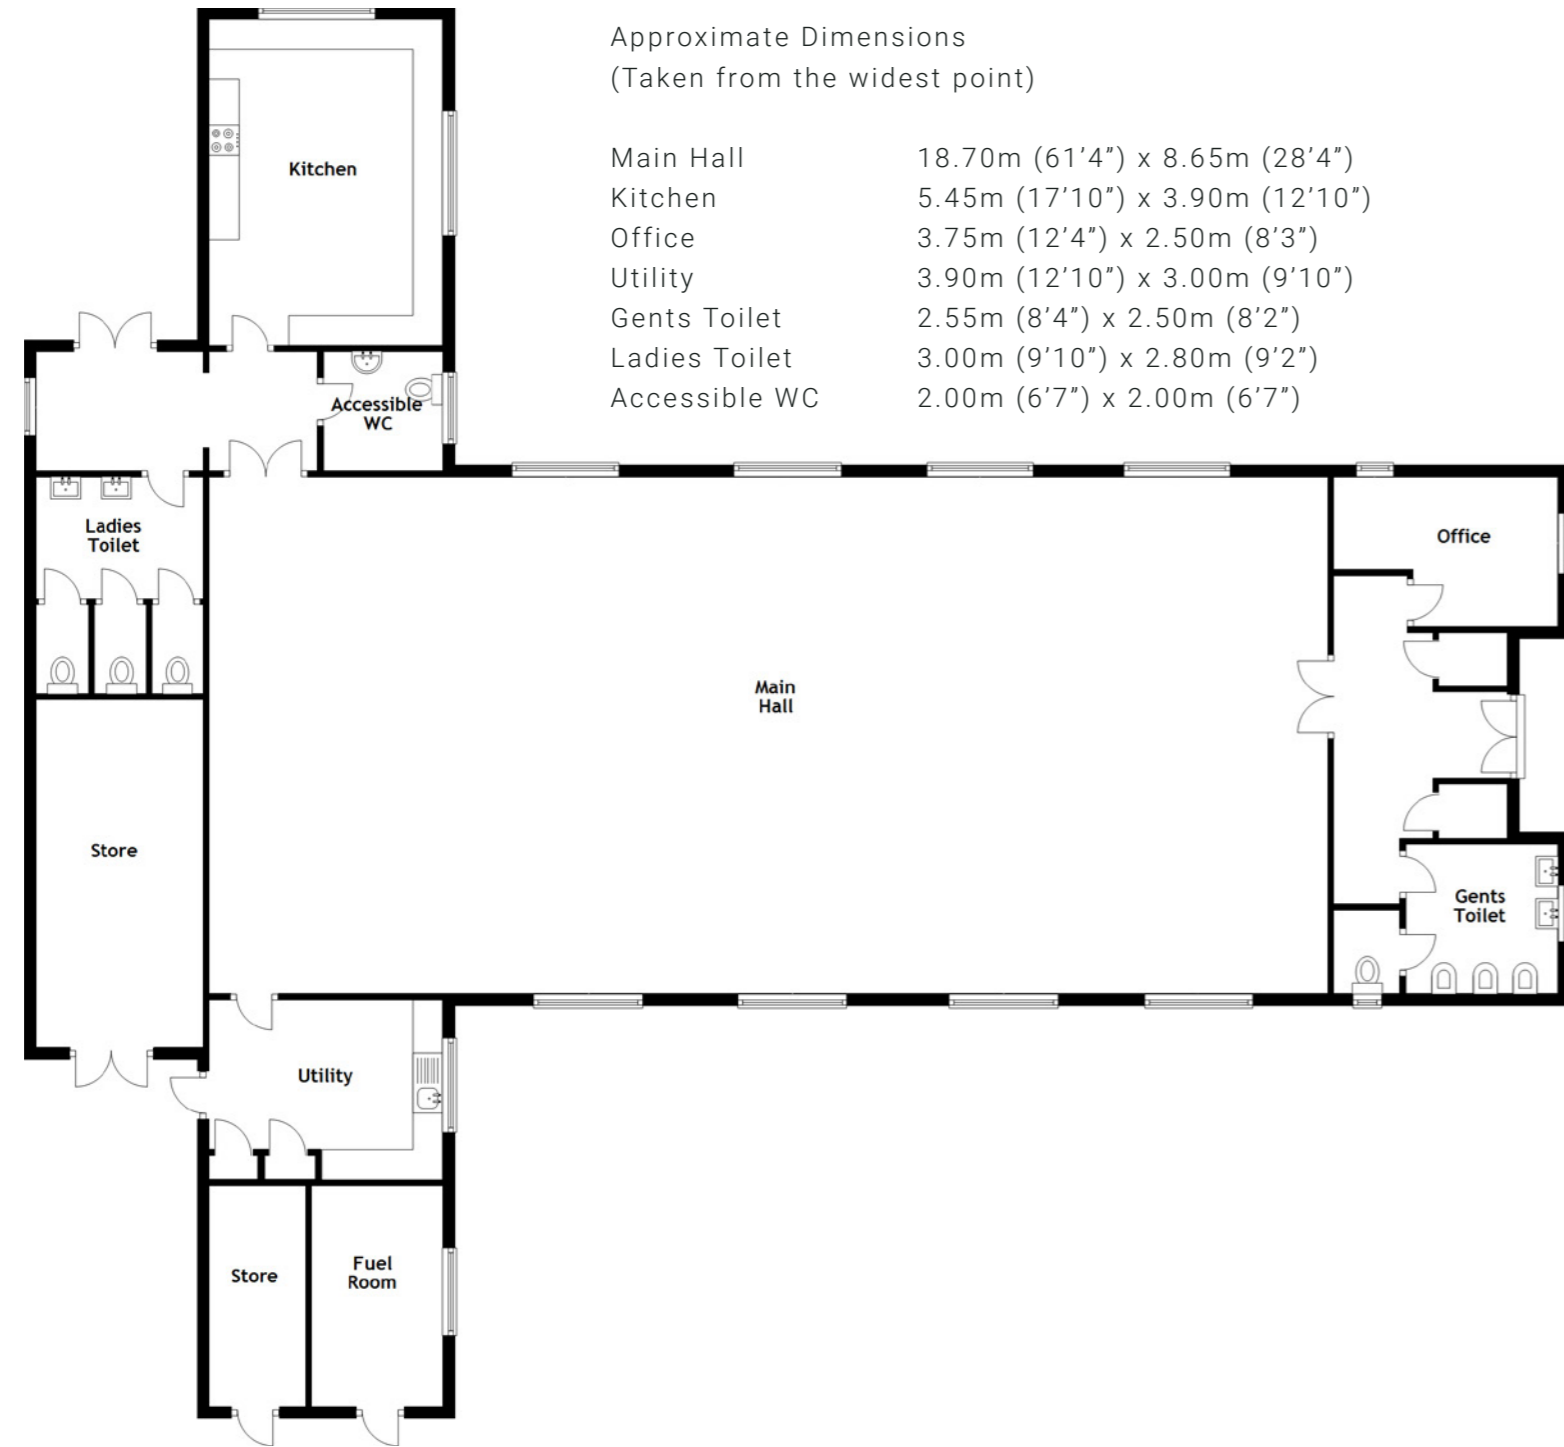 Approximate Dimensions
(Taken from the widest point)
Main Hall 18.70m (61’4”) x 8.65m (28’4”)
Kitchen 5.45m (17’10”) x 3.90m (12’10”)
Office 3.75m (12’4”) x 2.50m (8’3”)
Utility 3.90m (12’10”) x 3.00m (9’10”)
Gents Toilet 2.55m (8’4”) x 2.50m (8’2”)
Ladies Toilet 3.00m (9’10”) x 2.80m (9’2”)
Accessible WC 2.00m (6’7”) x 2.00m (6’7”)
Kitchen
Accessible
WC
Ladies
Toilet
Office
Main
Hall
Store
Gents
Toilet
Utility
Store
Fuel
Room